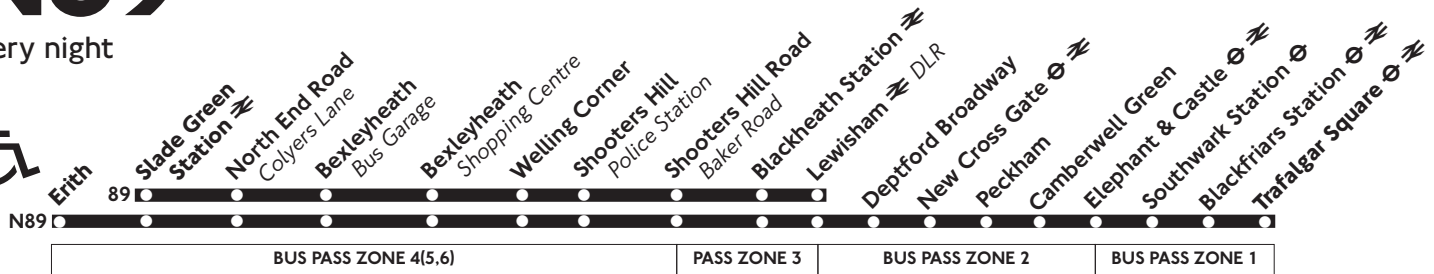 N89
ery night
Erith
Slade Green
Station
North End Road
Colyers Lane
Bexleyheath
Bus Garage
Bexleyheath
Shopping Centre
Welling Corner
Shooters Hill
Police Station
Shooters Hill Road
Baker Road
Blackheath Station
Lewisham DLR
Deptford Broadway
New Cross Gate
Peckham
Camberwell Green
Elephant & Castle
Southwark Station
Blackfriars Station
Trafalgar Square
89
N89
BUS PASS ZONE 4(5,6) PASS ZONE 3 BUS PASS ZONE 2 BUS PASS ZONE 1